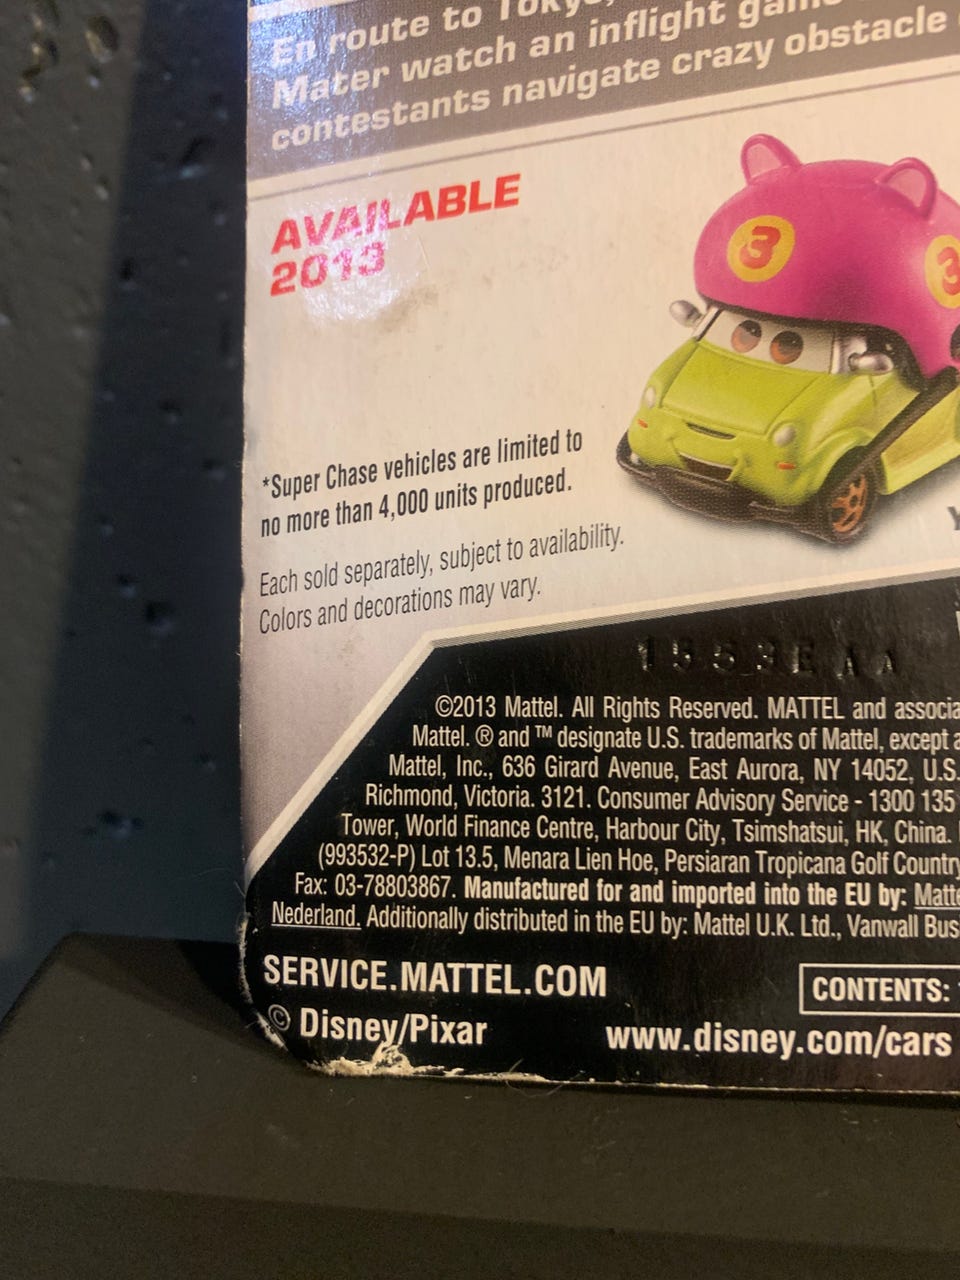 En route to Tokyo,
Mater watch an inflight game
contestants navigate crazy obstacle
AVAILABLE
2013
3
3
*Super Chase vehicles are limited to
no more than 4,000 units produced.
Each sold separately, subject to availability.
Colors and decorations may vary.
1553EAA
©2013 Mattel. All Rights Reserved. MATTEL and associa
Mattel. ® and ™ designate U.S. trademarks of Mattel, except a
Mattel, Inc., 636 Girard Avenue, East Aurora, NY 14052, U.S.
Richmond, Victoria. 3121. Consumer Advisory Service - 1300 135
Tower, World Finance Centre, Harbour City, Tsimshatsui, HK, China.
(993532-P) Lot 13.5, Menara Lien Hoe, Persiaran Tropicana Golf Country
Fax: 03-78803867. Manufactured for and imported into the EU by: Matte
Nederland. Additionally distributed in the EU by: Mattel U.K. Ltd., Vanwall Bus
SERVICE.MATTEL.COM
CONTENTS:
© Disney/Pixar
www.disney.com/cars